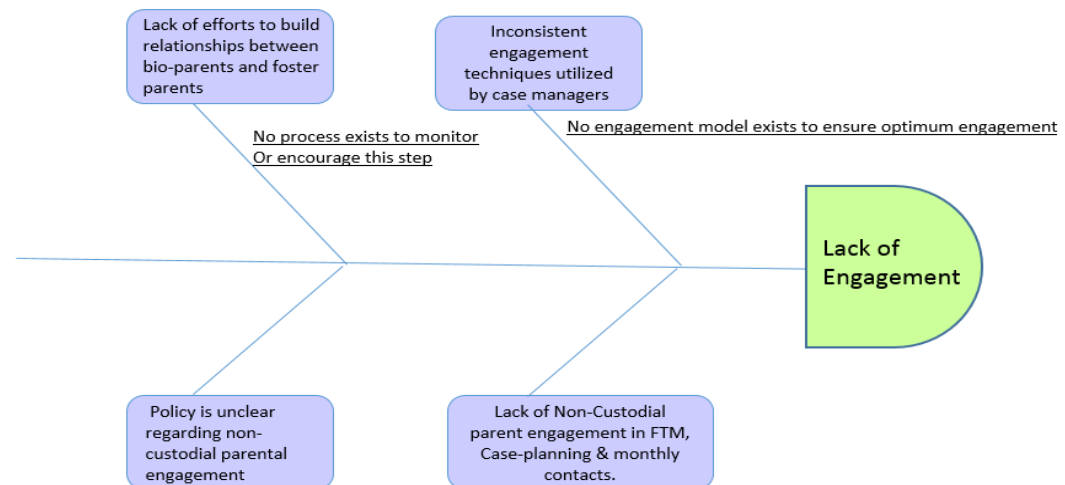 Lack of efforts to build
relationships between
bio-parents and foster
parents
Inconsistent
engagement
techniques utilized
by case managers
No process exists to monitor
Or encourage this step
No engagement model exists to ensure optimum engagement
Lack of
Engagement
Policy is unclear
regarding non-
custodial parental
engagement
Lack of Non-Custodial
parent engagement in FTM,
Case-planning & monthly
contacts.